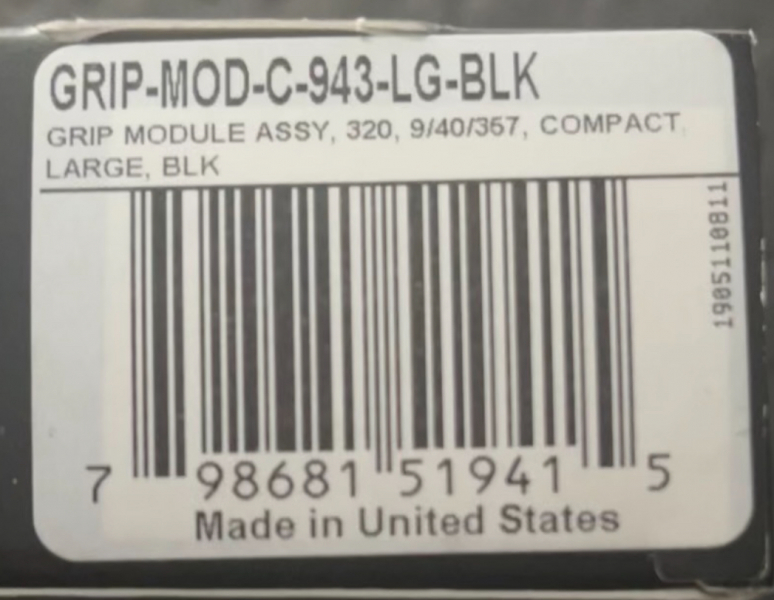 GRIP-MOD-C-943-LG-BLK
GRIP MODULE ASSY, 320, 9/40/357, COMPACT,
LARGE, BLK
1905110811
7 98681 51941 5
Made in United States